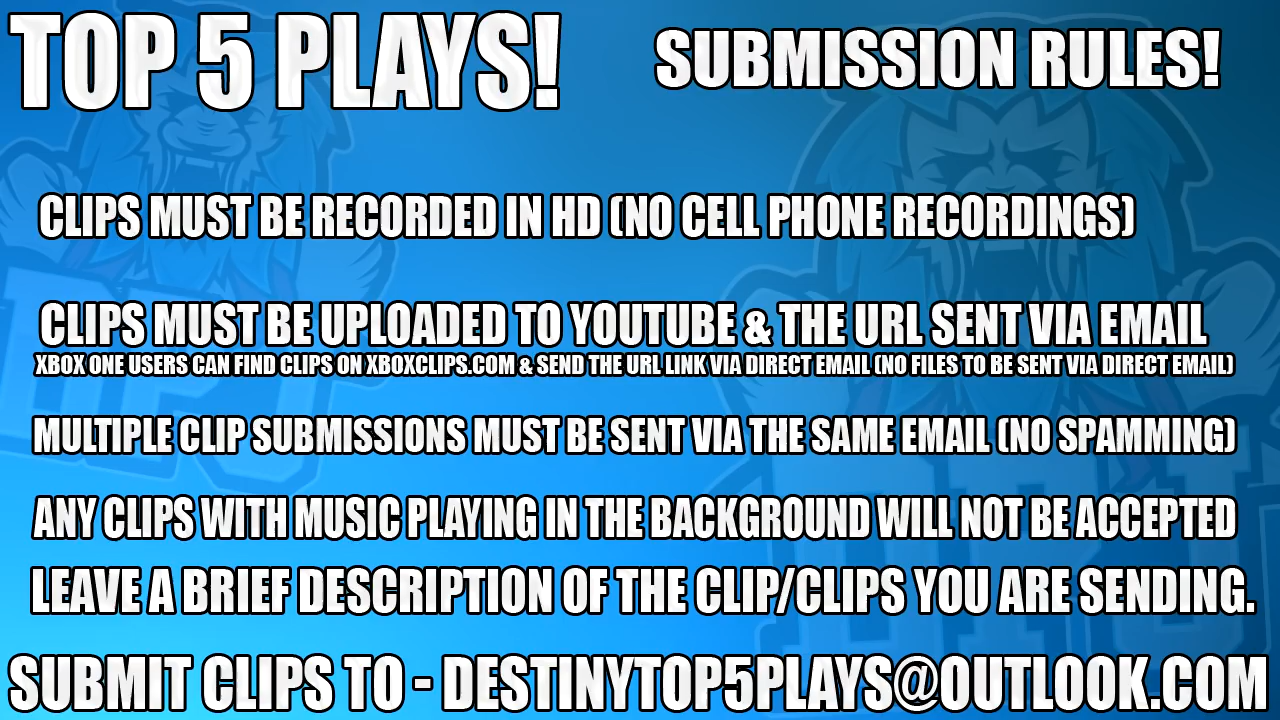 TOP 5 PLAYS!
SUBMISSION RULES!
CLIPS MUST BE RECORDED IN HD (NO CELL PHONE RECORDINGS)
CLIPS MUST BE UPLOADED TO YOUTUBE & THE URL SENT VIA EMAIL
XBOX ONE USERS CAN FIND CLIPS ON XBOXCLIPS.COM & SEND THE URL LINK VIA DIRECT EMAIL (NO FILES TO BE SENT VIA DIRECT EMAIL)
MULTIPLE CLIP SUBMISSIONS MUST BE SENT VIA THE SAME EMAIL (NO SPAMMING)
ANY CLIPS WITH MUSIC PLAYING IN THE BACKGROUND WILL NOT BE ACCEPTED
LEAVE A BRIEF DESCRIPTION OF THE CLIP/CLIPS YOU ARE SENDING.
SUBMIT CLIPS TO - DESTINYTOP5PLAYS@OUTLOOK.COM